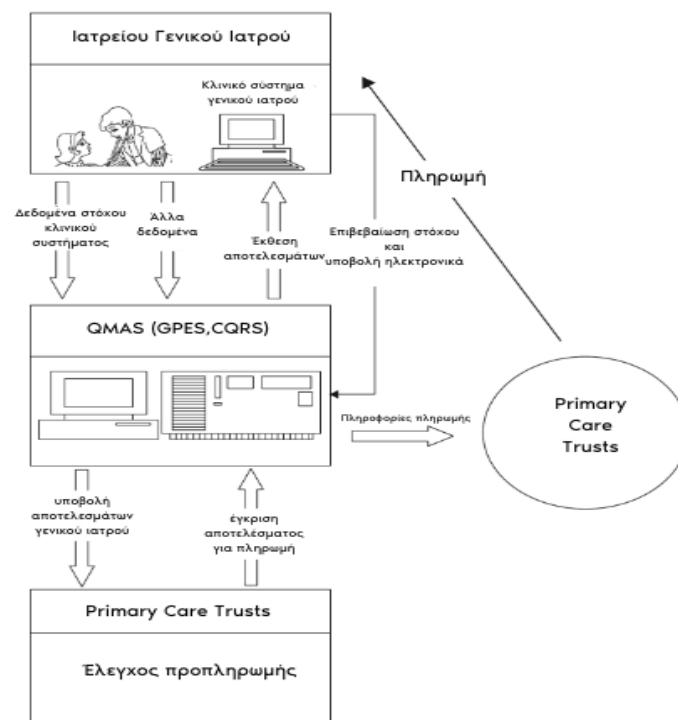 Ιατρείου Γενικού Ιατρού
Κλινικό σύστημα
γενικού ιατρού
Πληρωμή
Δεδομένα στόχου
κλινικού
συστήματος
Άλλα
δεδομένα
Έκθεση
αποτελεσμάτων
Επιβεβαίωση στόχου
και
υποβολή ηλεκτρονικά
QMAS (GPES,CQRS)
Πληροφορίες πληρωμής
Primary
Care
Trusts
υποβολή
αποτελεσμάτων
γενικού ιατρού
έγκριση
αποτελέσματος
για πληρωμή
Primary Care Trusts
Έλεγχος προπληρωμής